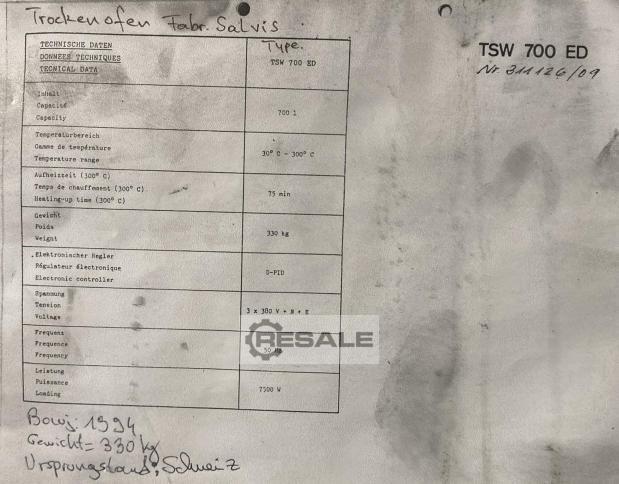 Trockenofen Fabr. Salvis
TSW 700 ED
Nr. 311126/09
TECHNISCHE DATEN
DONNEES TECHNIQUES
TECNICAL DATA
Type.
TSW 700 ED
Inhalt
Capacité
Capacity
700 l
Temperaturbereich
Gamme de température
Temperature range
30° C - 300° C
Aufheizzeit (300° C)
Temps de chauffement (300° C)
Heating-up time (300° C)
75 min
Gewicht
Poids
Weight
330 kg
Elektronischer Regler
Régulateur électronique
Electronic controller
D-PID
Spannung
Tension
Voltage
3 x 380 V + N + E
Frequenz
Frequence
Frequency
50 Hz
RESALE
Leistung
Puissance
Loading
7500 W
Bauj. 1994
Gewicht = 330 kg
Ursprungsland: Schweiz